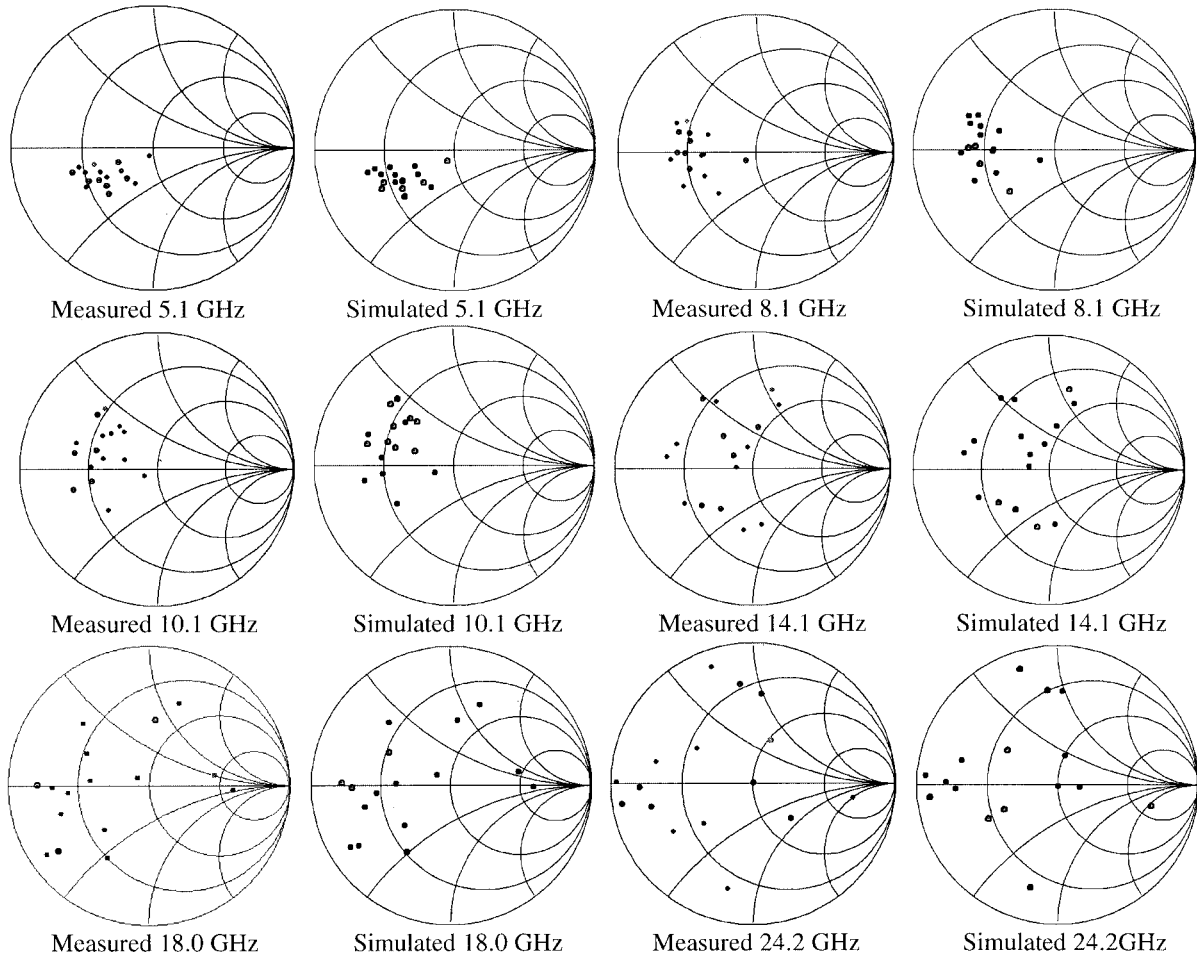 Measured 5.1 GHz
Simulated 5.1 GHz
Measured 8.1 GHz
Simulated 8.1 GHz
Measured 10.1 GHz
Simulated 10.1 GHz
Measured 14.1 GHz
Simulated 14.1 GHz
Measured 18.0 GHz
Simulated 18.0 GHz
Measured 24.2 GHz
Simulated 24.2GHz